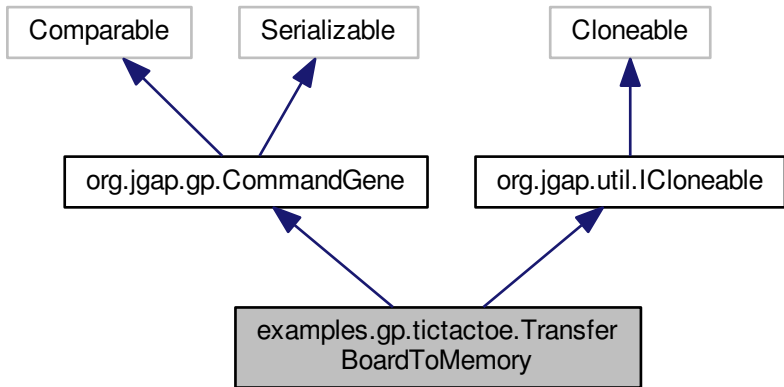 Comparable
Serializable
Cloneable
org.jgap.gp.CommandGene
org.jgap.util.ICloneable
examples.gp.tictactoe.Transfer
BoardToMemory